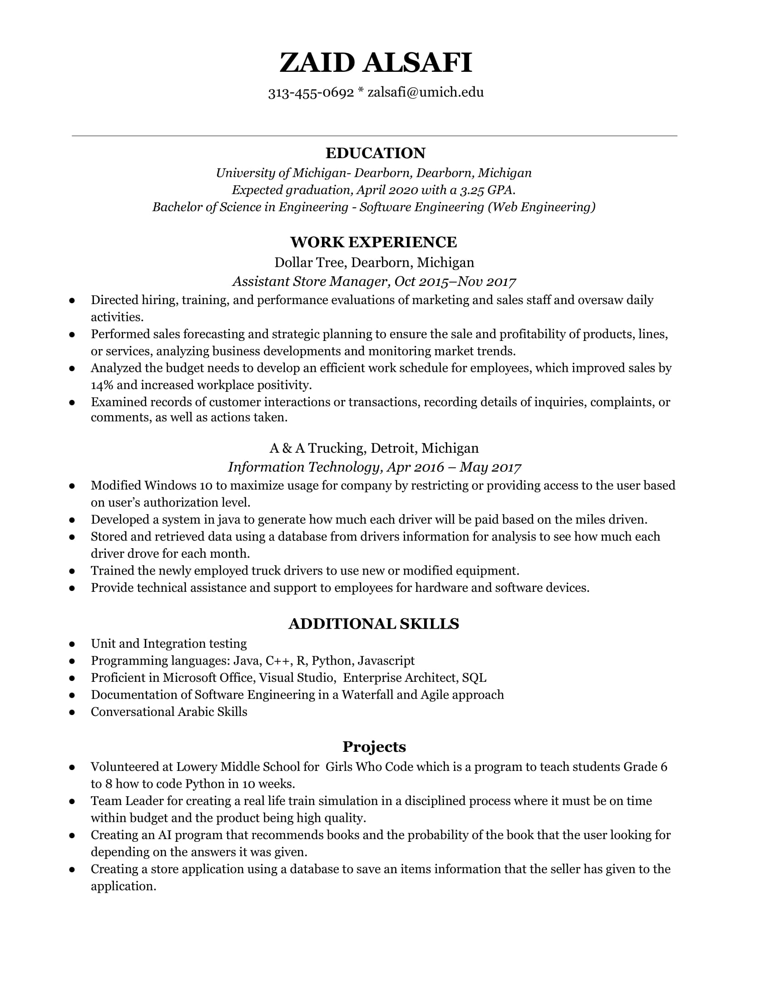 ZAID ALSAFI
313-455-0692 * zalsafi@umich.edu
EDUCATION
University of Michigan- Dearborn, Dearborn, Michigan
Expected graduation, April 2020 with a 3.25 GPA.
Bachelor of Science in Engineering - Software Engineering (Web Engineering)
WORK EXPERIENCE
Dollar Tree, Dearborn, Michigan
Assistant Store Manager, Oct 2015–Nov 2017
● Directed hiring, training, and performance evaluations of marketing and sales staff and oversaw daily
activities.
● Performed sales forecasting and strategic planning to ensure the sale and profitability of products, lines,
or services, analyzing business developments and monitoring market trends.
● Analyzed the budget needs to develop an efficient work schedule for employees, which improved sales by
14% and increased workplace positivity.
● Examined records of customer interactions or transactions, recording details of inquiries, complaints, or
comments, as well as actions taken.
A & A Trucking, Detroit, Michigan
Information Technology, Apr 2016 – May 2017
● Modified Windows 10 to maximize usage for company by restricting or providing access to the user based
on user’s authorization level.
● Developed a system in java to generate how much each driver will be paid based on the miles driven.
● Stored and retrieved data using a database from drivers information for analysis to see how much each
driver drove for each month.
● Trained the newly employed truck drivers to use new or modified equipment.
● Provide technical assistance and support to employees for hardware and software devices.
ADDITIONAL SKILLS
● Unit and Integration testing
● Programming languages: Java, C++, R, Python, Javascript
● Proficient in Microsoft Office, Visual Studio,  Enterprise Architect, SQL
● Documentation of Software Engineering in a Waterfall and Agile approach
● Conversational Arabic Skills
Projects
● Volunteered at Lowery Middle School for  Girls Who Code which is a program to teach students Grade 6
to 8 how to code Python in 10 weeks.
● Team Leader for creating a real life train simulation in a disciplined process where it must be on time
within budget and the product being high quality.
● Creating an AI program that recommends books and the probability of the book that the user looking for
depending on the answers it was given.
● Creating a store application using a database to save an items information that the seller has given to the
application.